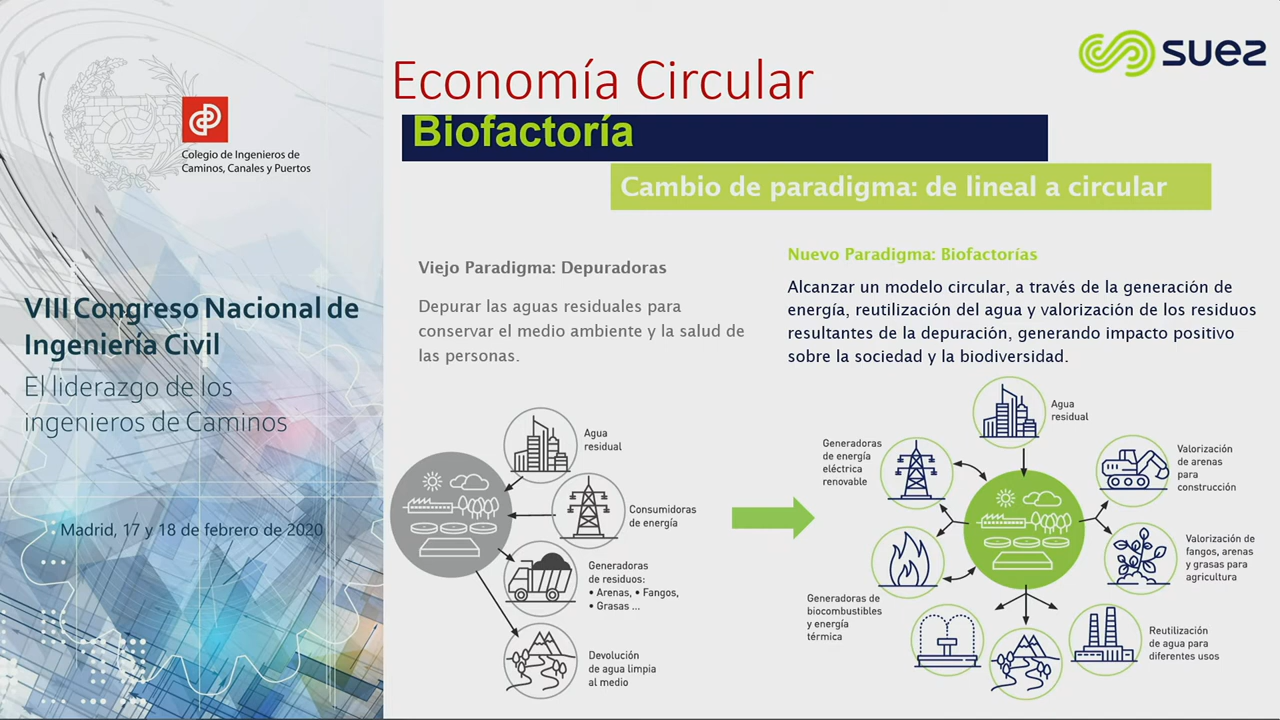 Colegio de Ingenieros de
Caminos, Canales y Puertos
VIII Congreso Nacional de
Ingeniería Civil
El liderazgo de los
ingenieros de Caminos
Madrid, 17 y 18 de febrero de 2020
suez
Economía Circular
Biofactoría
Cambio de paradigma: de lineal a circular
Viejo Paradigma: Depuradoras
Depurar las aguas residuales para
conservar el medio ambiente y la salud de
las personas.
Agua
residual
Consumidoras
de energía
Generadoras
de residuos:
• Arenas, • Fangos,
• Grasas ...
Devolución
de agua limpia
al medio
Nuevo Paradigma: Biofactorías
Alcanzar un modelo circular, a través de la generación de
energía, reutilización del agua y valorización de los residuos
resultantes de la depuración, generando impacto positivo
sobre la sociedad y la biodiversidad.
Agua
residual
Generadoras
de energía
eléctrica
renovable
Generadoras de
biocombustibles
y energía
térmica
Valorización
de arenas
para
construcción
Valorización de
fangos, arenas
y grasas para
agricultura
Reutilización
de agua para
diferentes usos